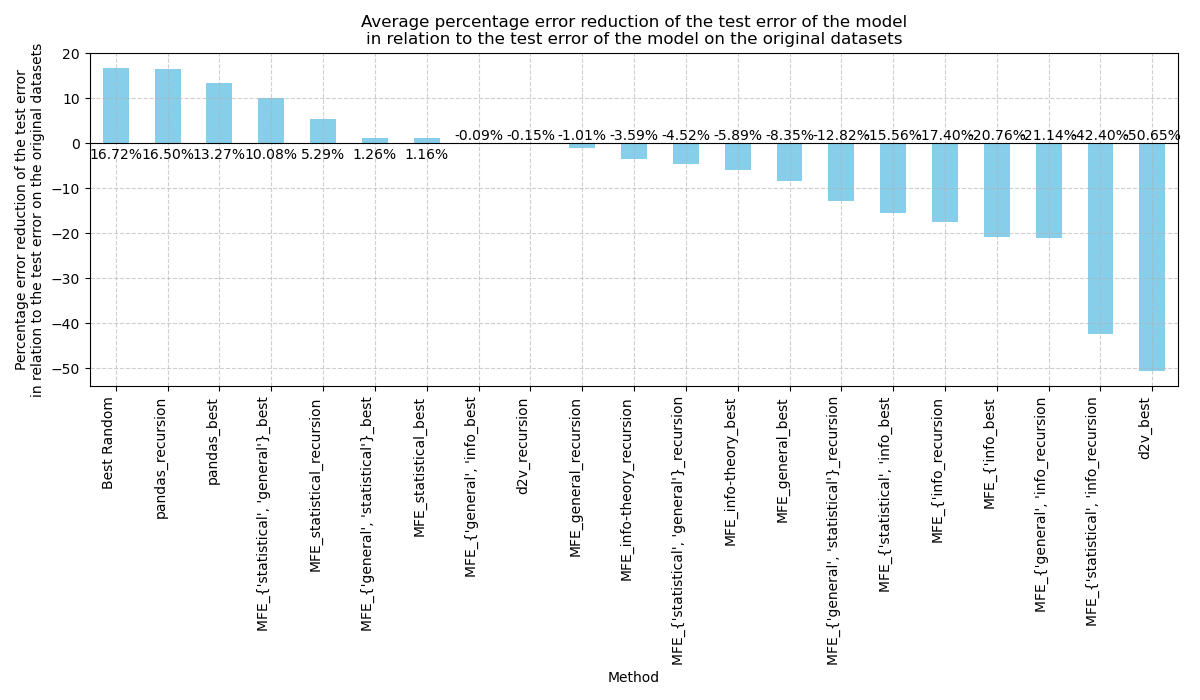 Average percentage error reduction of the test error of the model
in relation to the test error of the model on the original datasets
Percentage error reduction of the test error
in relation to the test error on the original datasets
20
10
0
−10
−20
−30
−40
−50
16.72%
16.50%
13.27%
10.08%
5.29%
1.26%
1.16%
-0.09%
-0.15%
-1.01%
-3.59%
-4.52%
-5.89%
-8.35%
-12.82%
-15.56%
-17.40%
-20.76%
-21.14%
-42.40%
-50.65%
Best Random
pandas_recursion
pandas_best
MFE_{'statistical', 'general'}_best
MFE_statistical_recursion
MFE_{'general', 'statistical'}_best
MFE_statistical_best
MFE_{'general', 'info_best
d2v_recursion
MFE_general_recursion
MFE_info-theory_recursion
MFE_{'statistical', 'general'}_recursion
MFE_info-theory_best
MFE_general_best
MFE_{'general', 'statistical'}_recursion
MFE_{'statistical', 'info_best
MFE_{'info_recursion
MFE_{'info_best
MFE_{'general', 'info_recursion
MFE_{'statistical', 'info_recursion
d2v_best
Method